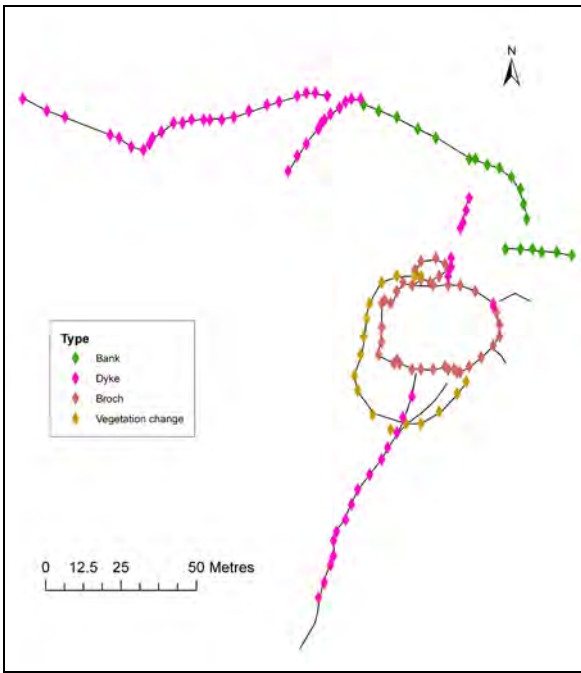 N
Type
Bank
Dyke
Broch
Vegetation change
0 12.5 25 50 Metres